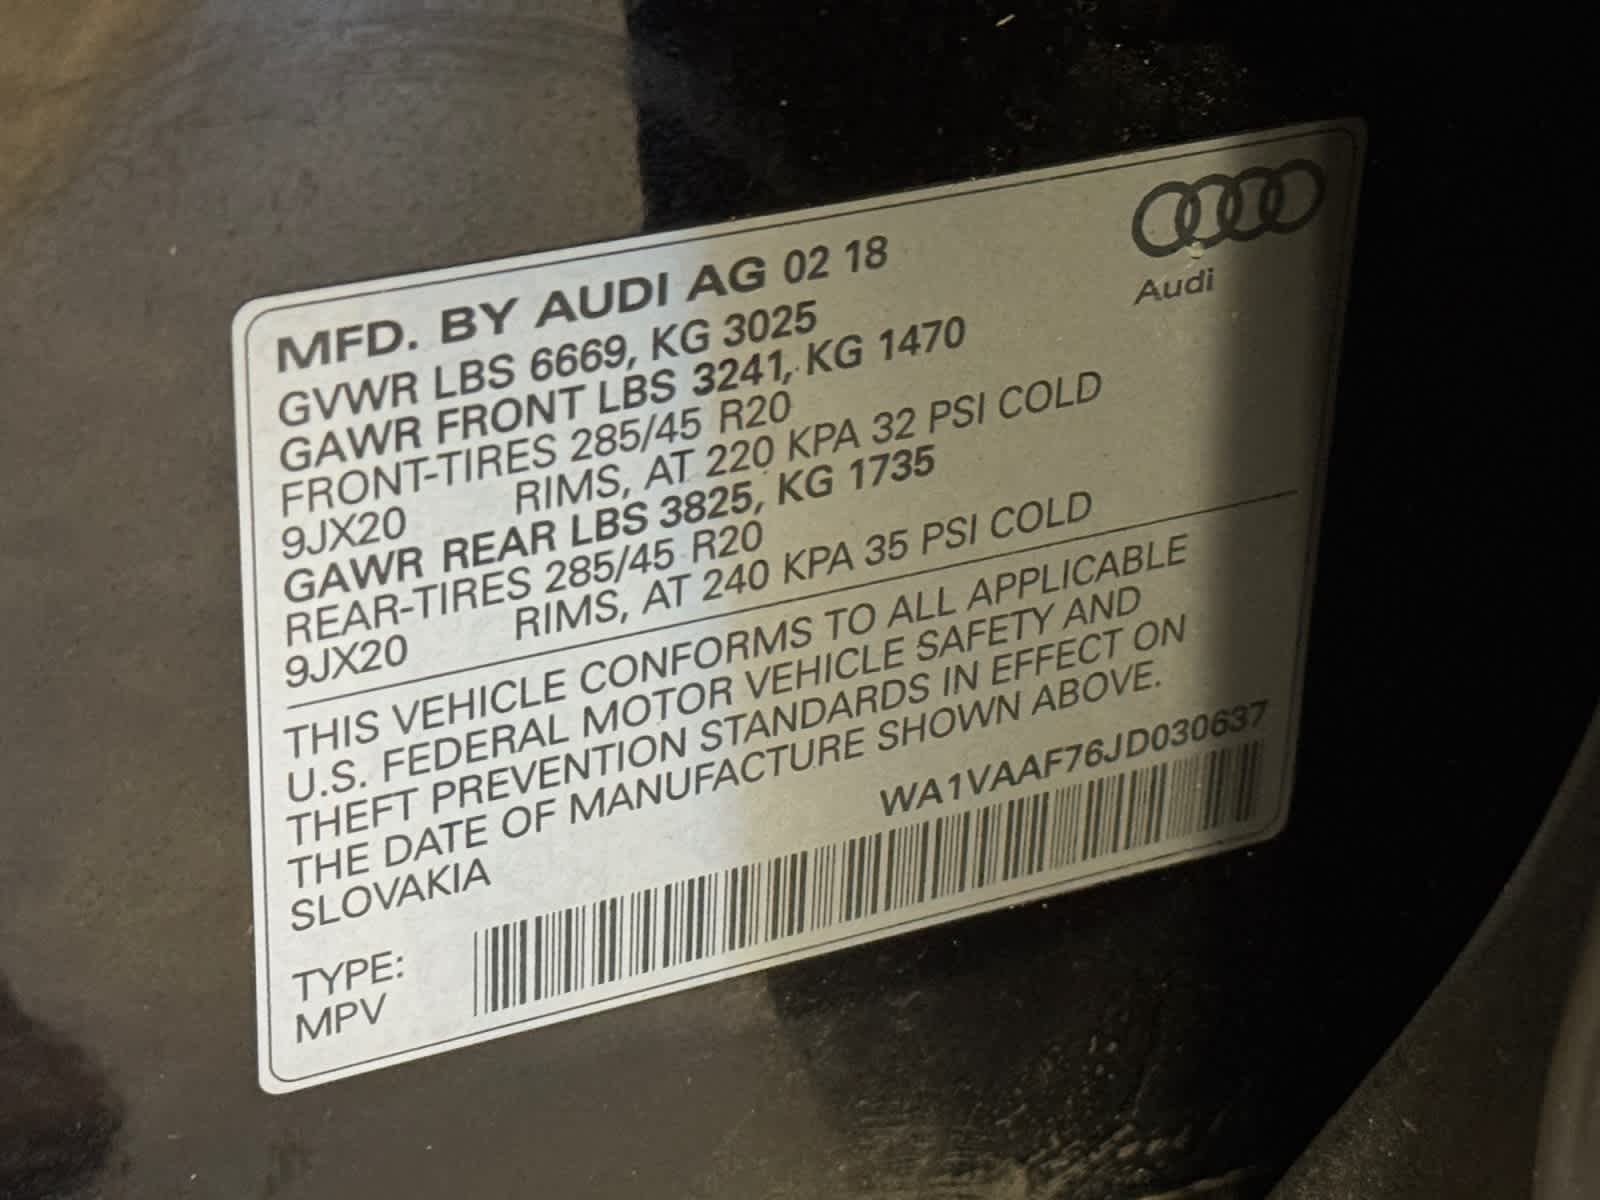 Audi
MFD. BY AUDI AG 02 18
GVWR LBS 6669, KG 3025
GAWR FRONT LBS 3241, KG 1470
FRONT-TIRES 285/45 R20
9JX20 RIMS, AT 220 KPA 32 PSI COLD
GAWR REAR LBS 3825, KG 1735
REAR-TIRES 285/45 R20
9JX20 RIMS, AT 240 KPA 35 PSI COLD
THIS VEHICLE CONFORMS TO ALL APPLICABLE
U.S. FEDERAL MOTOR VEHICLE SAFETY AND
THEFT PREVENTION STANDARDS IN EFFECT ON
THE DATE OF MANUFACTURE SHOWN ABOVE.
SLOVAKIA
WA1VAAF76JD030637
TYPE:
MPV